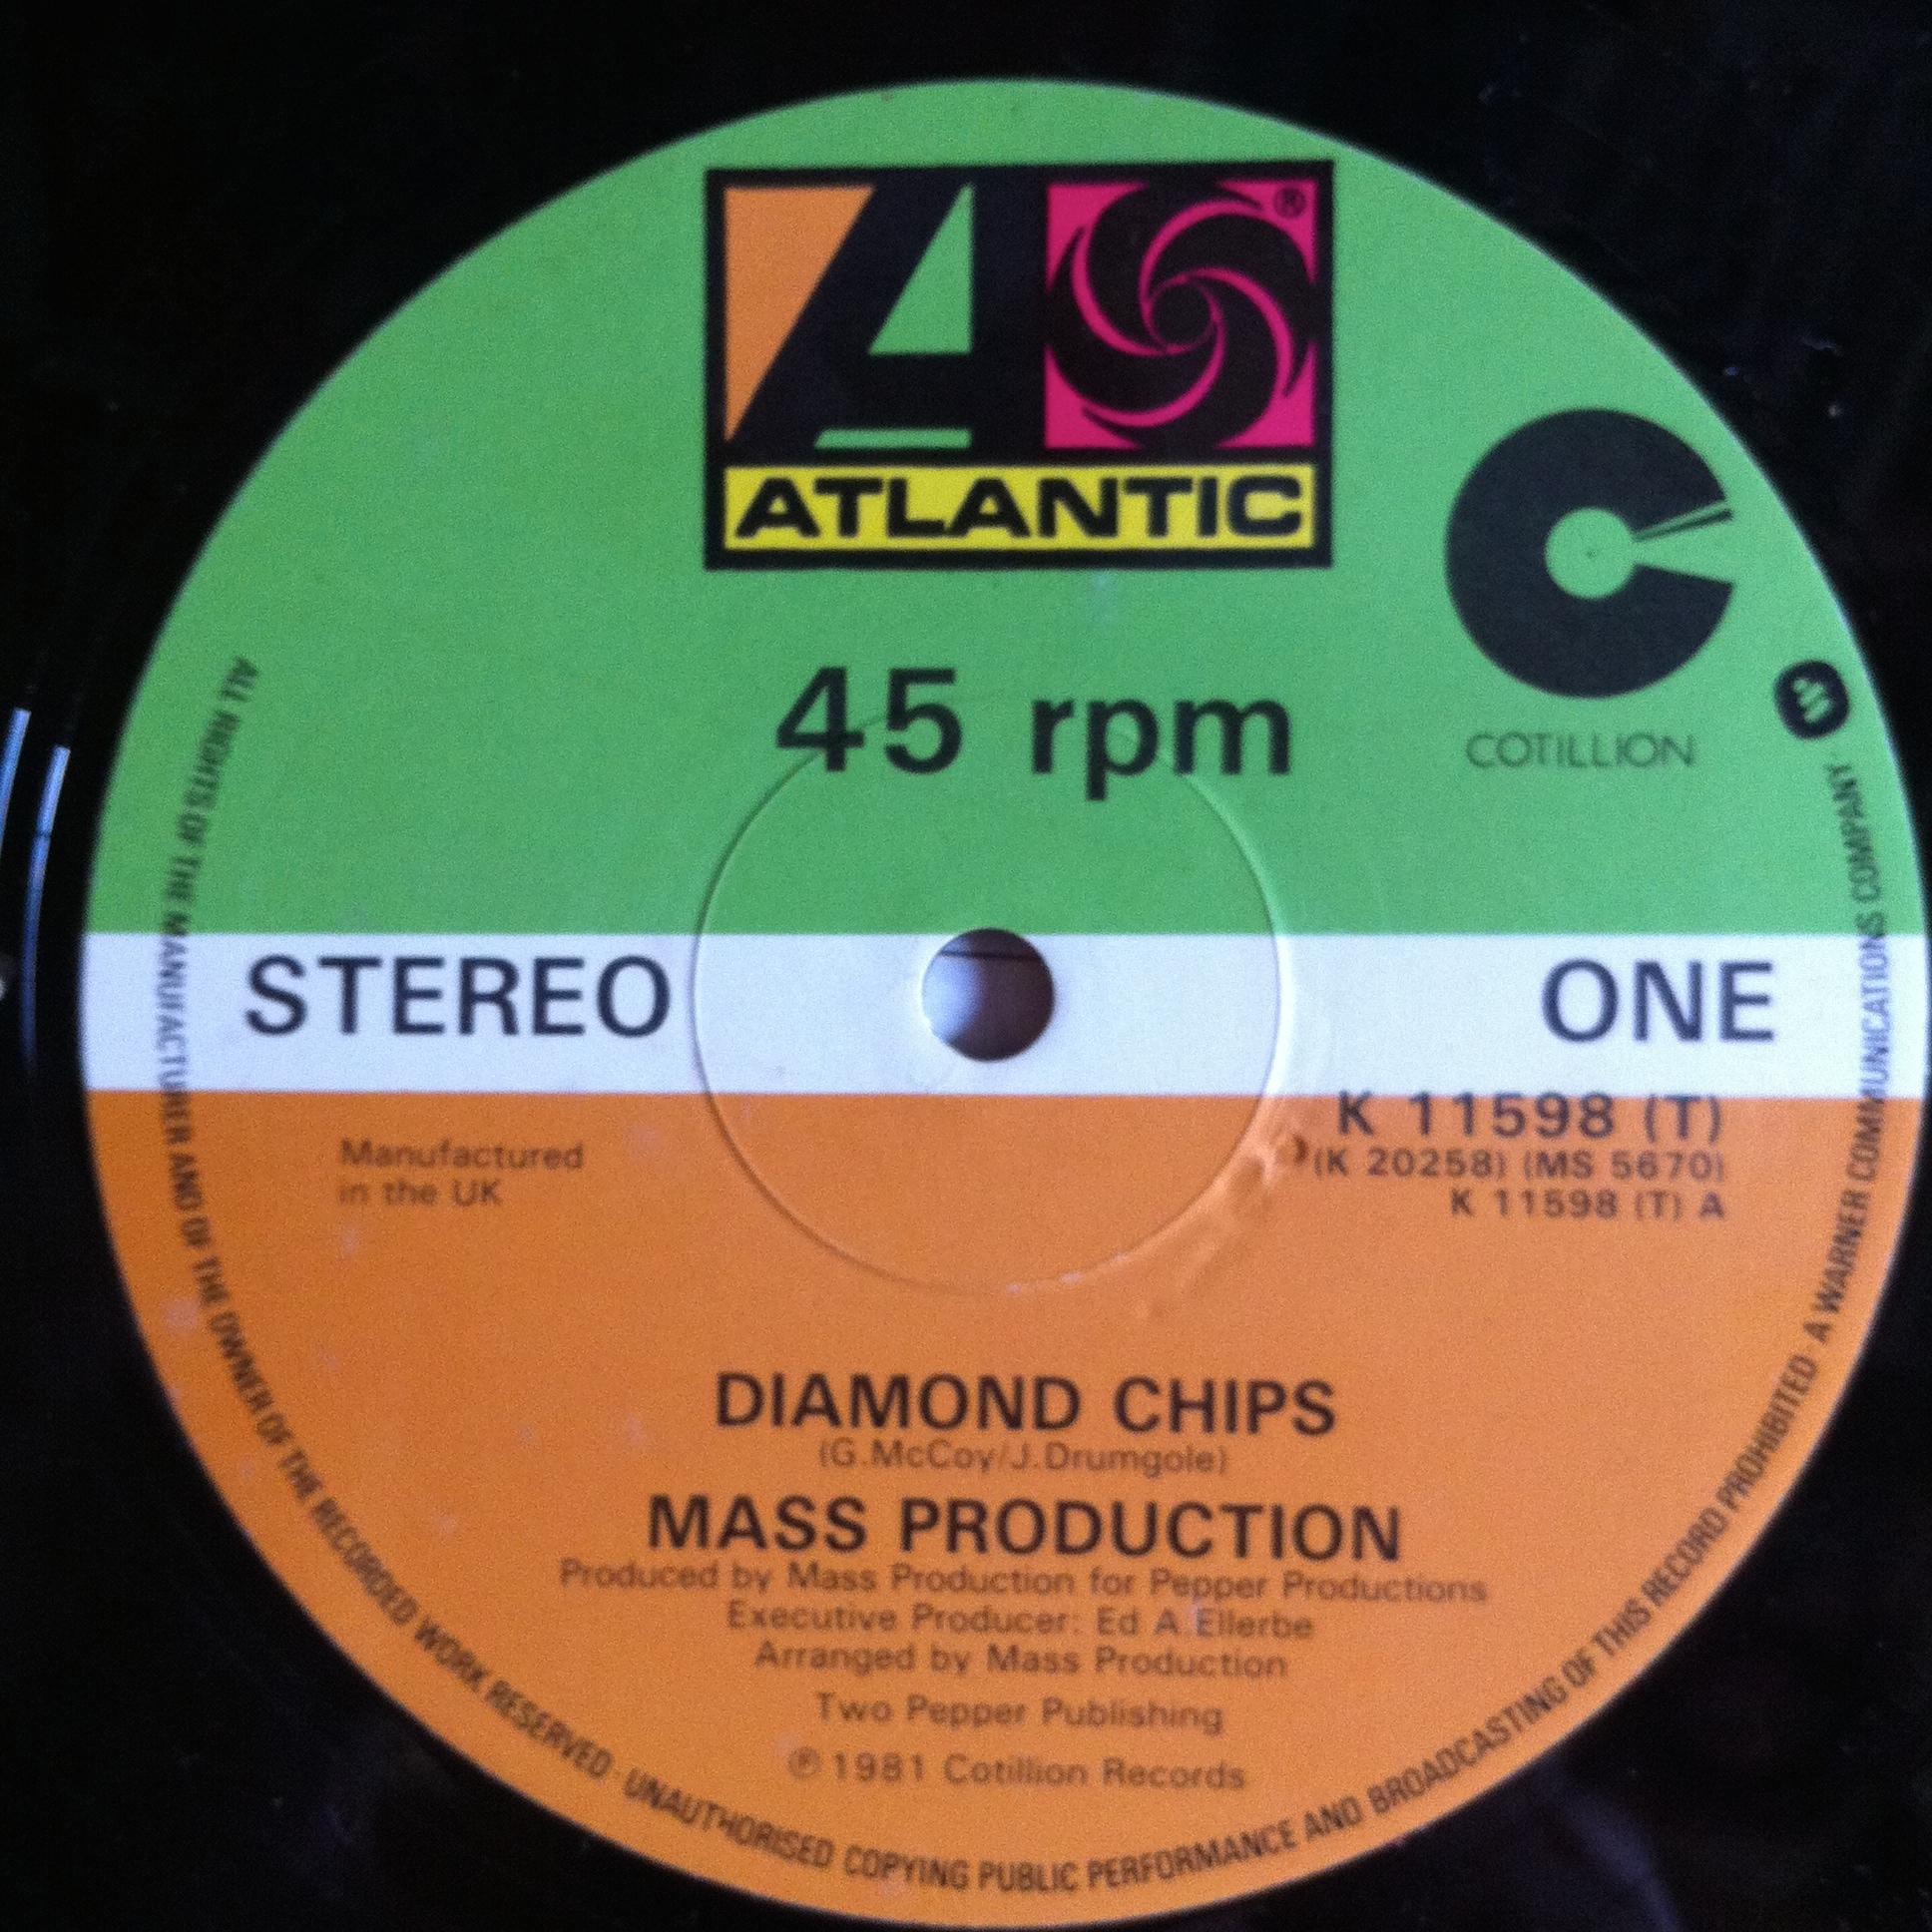 ATLANTIC
®
COTILLION
45 rpm
STEREO
ONE
Manufactured
in the UK
K 11598 (T)
(K 20258) (MS 5670)
K 11598 (T) A
DIAMOND CHIPS
(G.McCoy/J.Drumgole)
MASS PRODUCTION
Produced by Mass Production for Pepper Productions
Executive Producer: Ed A Ellerbe
Arranged by Mass Production
Two Pepper Publishing
℗ 1981 Cotillion Records
ALL RIGHTS OF THE MANUFACTURER AND OF THE OWNER OF THE RECORDED WORK RESERVED · UNAUTHORISED COPYING PUBLIC PERFORMANCE AND BROADCASTING OF THIS RECORD PROHIBITED · A WARNER COMMUNICATIONS COMPANY ·